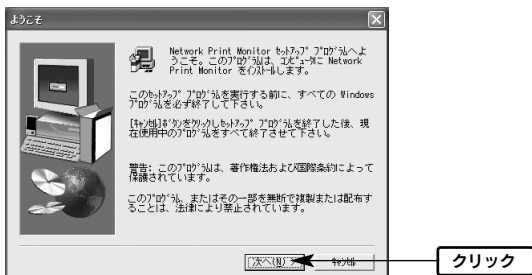 ようこそ
Network Print Monitor ｾｯﾄｱｯﾌﾟ ﾌﾟﾛｸﾞﾗﾑへよ
うこそ。このﾌﾟﾛｸﾞﾗﾑは、ｺﾝﾋﾟｭｰﾀに Network
Print Monitor をｲﾝｽﾄｰﾙします。
このｾｯﾄｱｯﾌﾟ ﾌﾟﾛｸﾞﾗﾑを実行する前に、すべての Windows
ﾌﾟﾛｸﾞﾗﾑを必ず終了して下さい。
[ｷｬﾝｾﾙ]ﾎﾞﾀﾝをｸﾘｯｸしｾｯﾄｱｯﾌﾟ ﾌﾟﾛｸﾞﾗﾑを終了した後、現
在使用中のﾌﾟﾛｸﾞﾗﾑをすべて終了させて下さい。
警告: このﾌﾟﾛｸﾞﾗﾑは、著作権法および国際条約によって
保護されています。
このﾌﾟﾛｸﾞﾗﾑ、またはその一部を無断で複製または配布す
ることは、法律により禁止されています。
次へ(N) >
ｷｬﾝｾﾙ
クリック